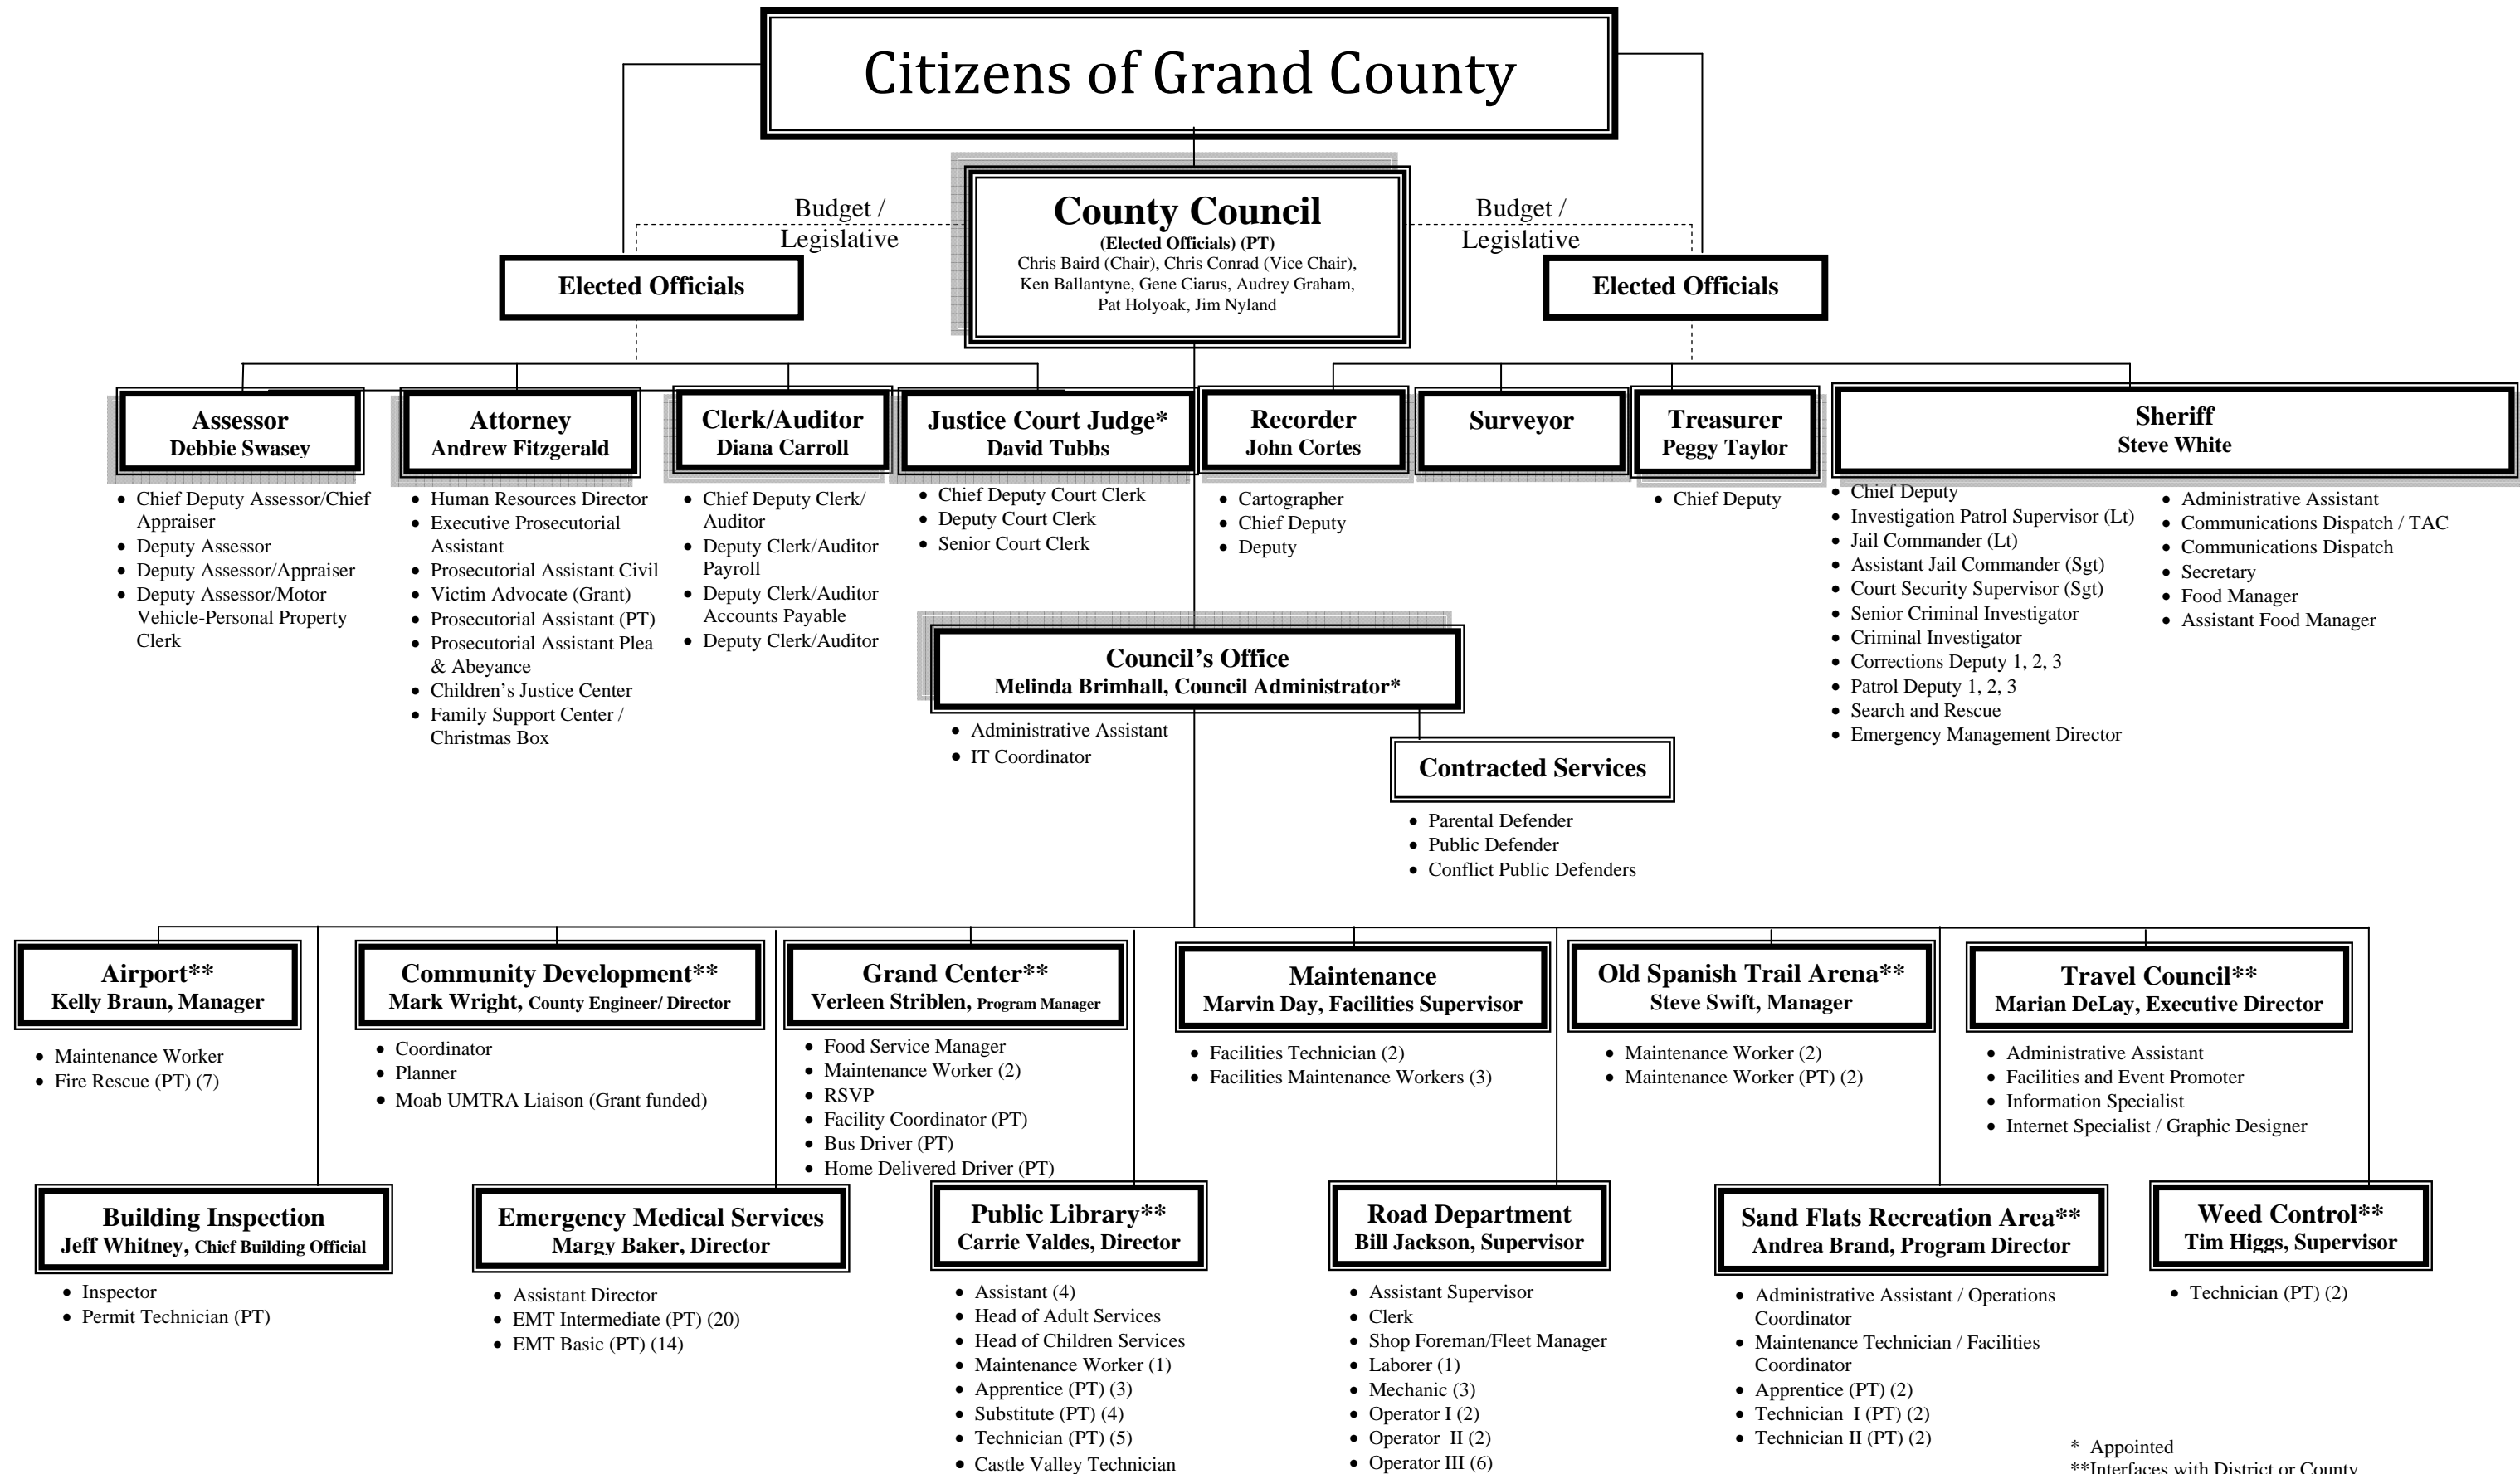 Citizens of Grand County
Budget /
Legislative
County Council
(Elected Officials) (PT)
Chris Baird (Chair), Chris Conrad (Vice Chair),
Ken Ballantyne, Gene Ciarus, Audrey Graham,
Pat Holyoak, Jim Nyland
Budget /
Legislative
Elected Officials
Elected Officials
Assessor
Debbie Swasey
• Chief Deputy Assessor/Chief
Appraiser
• Deputy Assessor
• Deputy Assessor/Appraiser
• Deputy Assessor/Motor
Vehicle-Personal Property
Clerk
Attorney
Andrew Fitzgerald
• Human Resources Director
• Executive Prosecutorial
Assistant
• Prosecutorial Assistant Civil
• Victim Advocate (Grant)
• Prosecutorial Assistant (PT)
• Prosecutorial Assistant Plea
& Abeyance
• Children’s Justice Center
• Family Support Center /
Christmas Box
Clerk/Auditor
Diana Carroll
• Chief Deputy Clerk/
Auditor
• Deputy Clerk/Auditor
Payroll
• Deputy Clerk/Auditor
Accounts Payable
• Deputy Clerk/Auditor
Justice Court Judge*
David Tubbs
• Chief Deputy Court Clerk
• Deputy Court Clerk
• Senior Court Clerk
Recorder
John Cortes
• Cartographer
• Chief Deputy
• Deputy
Surveyor
Treasurer
Peggy Taylor
• Chief Deputy
Sheriff
Steve White
• Chief Deputy
• Investigation Patrol Supervisor (Lt)
• Jail Commander (Lt)
• Assistant Jail Commander (Sgt)
• Court Security Supervisor (Sgt)
• Senior Criminal Investigator
• Criminal Investigator
• Corrections Deputy 1, 2, 3
• Patrol Deputy 1, 2, 3
• Search and Rescue
• Emergency Management Director
• Administrative Assistant
• Communications Dispatch / TAC
• Communications Dispatch
• Secretary
• Food Manager
• Assistant Food Manager
Council’s Office
Melinda Brimhall, Council Administrator*
• Administrative Assistant
• IT Coordinator
Contracted Services
• Parental Defender
• Public Defender
• Conflict Public Defenders
Airport**
Kelly Braun, Manager
• Maintenance Worker
• Fire Rescue (PT) (7)
Community Development**
Mark Wright, County Engineer/ Director
• Coordinator
• Planner
• Moab UMTRA Liaison (Grant funded)
Grand Center**
Verleen Striblen, Program Manager
• Food Service Manager
• Maintenance Worker (2)
• RSVP
• Facility Coordinator (PT)
• Bus Driver (PT)
• Home Delivered Driver (PT)
Maintenance
Marvin Day, Facilities Supervisor
• Facilities Technician (2)
• Facilities Maintenance Workers (3)
Old Spanish Trail Arena**
Steve Swift, Manager
• Maintenance Worker (2)
• Maintenance Worker (PT) (2)
Travel Council**
Marian DeLay, Executive Director
• Administrative Assistant
• Facilities and Event Promoter
• Information Specialist
• Internet Specialist / Graphic Designer
Building Inspection
Jeff Whitney, Chief Building Official
• Inspector
• Permit Technician (PT)
Emergency Medical Services
Margy Baker, Director
• Assistant Director
• EMT Intermediate (PT) (20)
• EMT Basic (PT) (14)
Public Library**
Carrie Valdes, Director
• Assistant (4)
• Head of Adult Services
• Head of Children Services
• Maintenance Worker (1)
• Apprentice (PT) (3)
• Substitute (PT) (4)
• Technician (PT) (5)
• Castle Valley Technician
Road Department
Bill Jackson, Supervisor
• Assistant Supervisor
• Clerk
• Shop Foreman/Fleet Manager
• Laborer (1)
• Mechanic (3)
• Operator I (2)
• Operator II (2)
• Operator III (6)
Sand Flats Recreation Area**
Andrea Brand, Program Director
• Administrative Assistant / Operations
Coordinator
• Maintenance Technician / Facilities
Coordinator
• Apprentice (PT) (2)
• Technician I (PT) (2)
• Technician II (PT) (2)
Weed Control**
Tim Higgs, Supervisor
• Technician (PT) (2)
* Appointed
**Interfaces with District or County